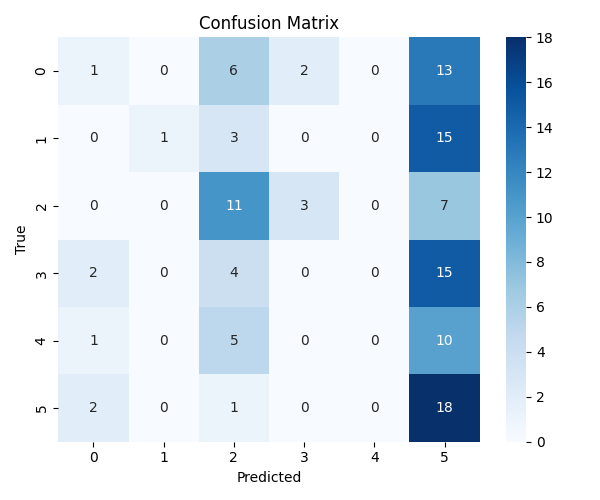 Confusion Matrix
True
0 1 0 6 2 0 13
1 0 1 3 0 0 15
2 0 0 11 3 0 7
3 2 0 4 0 0 15
4 1 0 5 0 0 10
5 2 0 1 0 0 18
0 1 2 3 4 5
Predicted
18
16
14
12
10
8
6
4
2
0